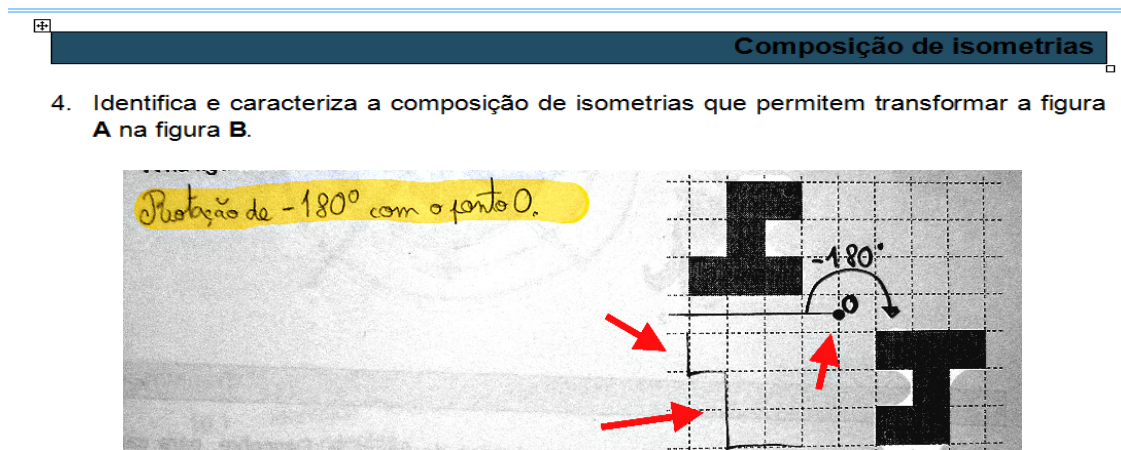 Composição de isometrias
4. Identifica e caracteriza a composição de isometrias que permitem transformar a figura
A na figura B.
Rotação de -180º com o ponto O.
-180°
O